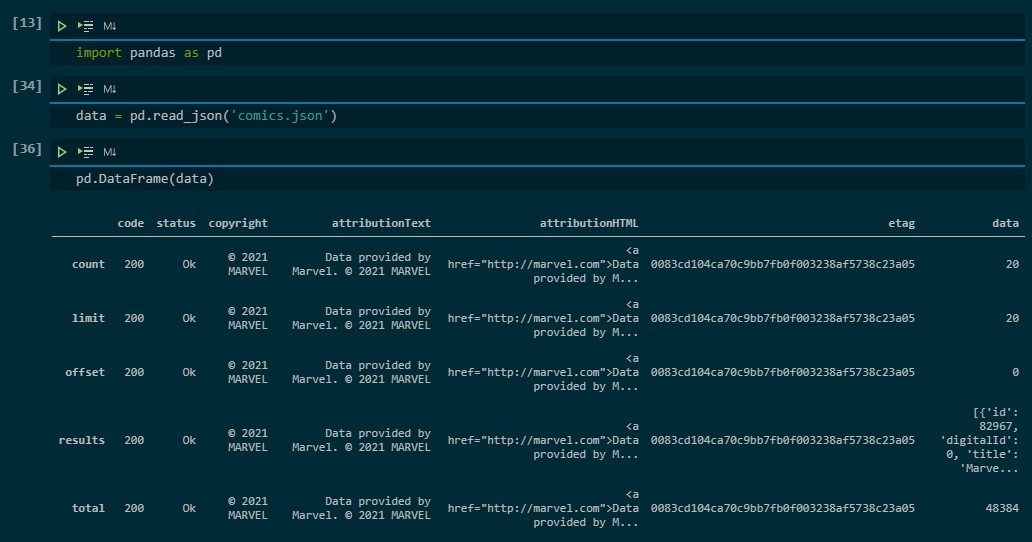 [13]
M↓
import pandas as pd
[34]
M↓
data = pd.read_json('comics.json')
[36]
M↓
pd.DataFrame(data)
code status copyright attributionText attributionHTML etag data
count 200 Ok © 2021 MARVEL Data provided by Marvel. © 2021 MARVEL <a href="http://marvel.com">Data provided by M... 0083cd104ca70c9bb7fb0f003238af5738c23a05 20
limit 200 Ok © 2021 MARVEL Data provided by Marvel. © 2021 MARVEL <a href="http://marvel.com">Data provided by M... 0083cd104ca70c9bb7fb0f003238af5738c23a05 20
offset 200 Ok © 2021 MARVEL Data provided by Marvel. © 2021 MARVEL <a href="http://marvel.com">Data provided by M... 0083cd104ca70c9bb7fb0f003238af5738c23a05 0
results 200 Ok © 2021 MARVEL Data provided by Marvel. © 2021 MARVEL <a href="http://marvel.com">Data provided by M... 0083cd104ca70c9bb7fb0f003238af5738c23a05 [{'id': 82967, 'digitalId': 0, 'title': 'Marve...
total 200 Ok © 2021 MARVEL Data provided by Marvel. © 2021 MARVEL <a href="http://marvel.com">Data provided by M... 0083cd104ca70c9bb7fb0f003238af5738c23a05 48384